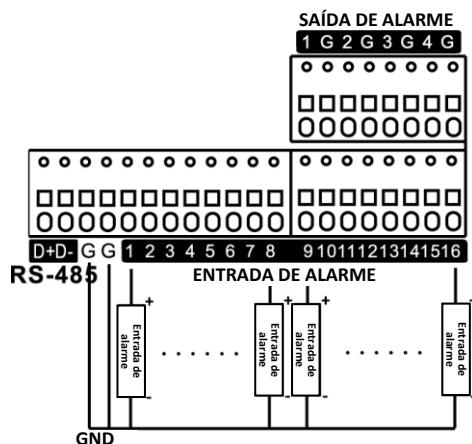 SAÍDA DE ALARME
1 G 2 G 3 G 4 G
D+D- G G 1 2 3 4 5 6 7 8 9 10 11 12 13 14 15 16
RS-485 ENTRADA DE ALARME
+ + + +
Entrada de alarme
Entrada de alarme
Entrada de alarme
Entrada de alarme
- - - -
GND